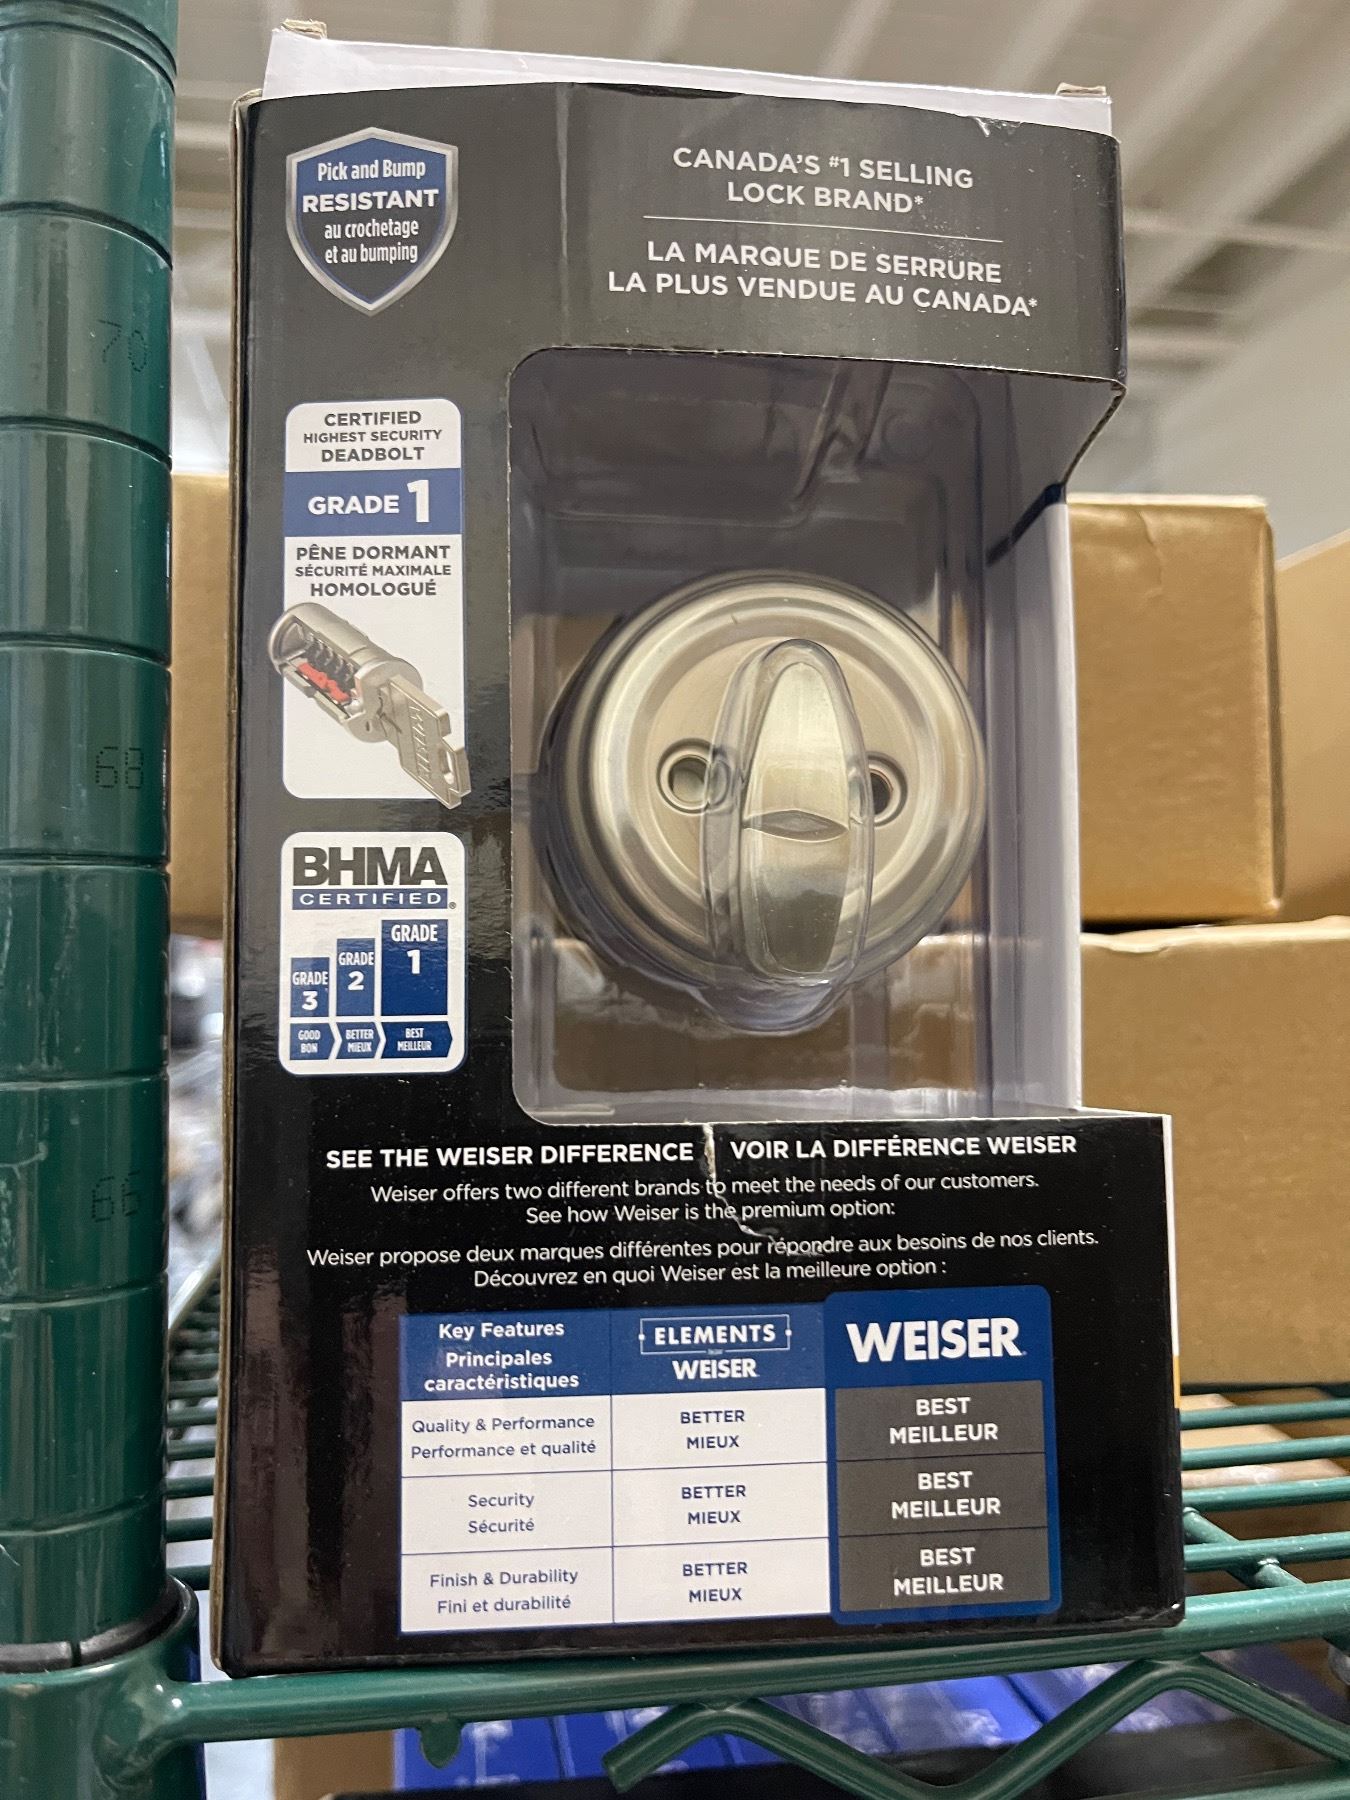 Pick and Bump
RESISTANT
au crochetage
et au bumping
CANADA'S #1 SELLING
LOCK BRAND*
LA MARQUE DE SERRURE
LA PLUS VENDUE AU CANADA*
CERTIFIED
HIGHEST SECURITY
DEADBOLT
GRADE 1
PÊNE DORMANT
SÉCURITÉ MAXIMALE
HOMOLOGUÉ
BHMA
CERTIFIED®
GRADE
3
GRADE
2
GRADE
1
GOOD
BON
BETTER
MIEUX
BEST
MEILLEUR
SEE THE WEISER DIFFERENCE
VOIR LA DIFFÉRENCE WEISER
Weiser offers two different brands to meet the needs of our customers.
See how Weiser is the premium option:
Weiser propose deux marques différentes pour répondre aux besoins de nos clients.
Découvrez en quoi Weiser est la meilleure option :
Key Features
Principales
caractéristiques
ELEMENTS
WEISER
WEISER
Quality & Performance
Performance et qualité
BETTER
MIEUX
BEST
MEILLEUR
Security
Sécurité
BETTER
MIEUX
BEST
MEILLEUR
Finish & Durability
Fini et durabilité
BETTER
MIEUX
BEST
MEILLEUR
70
68
66